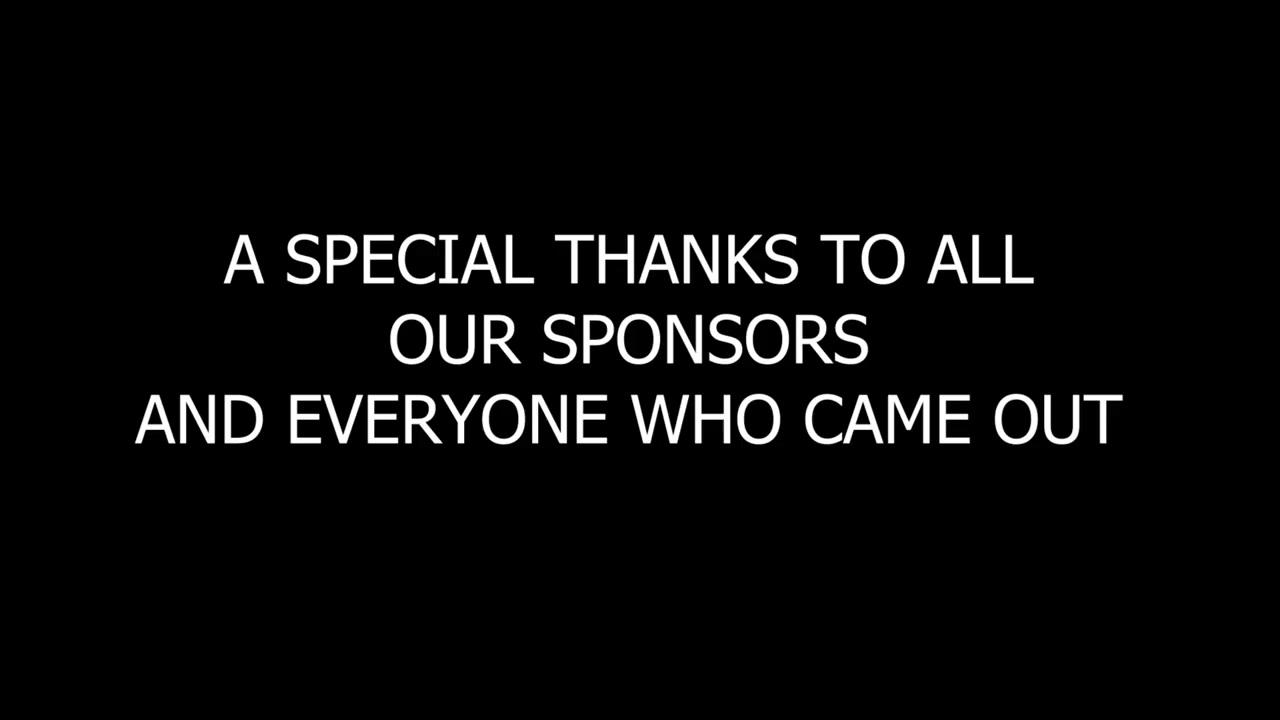 A SPECIAL THANKS TO ALL
OUR SPONSORS
AND EVERYONE WHO CAME OUT